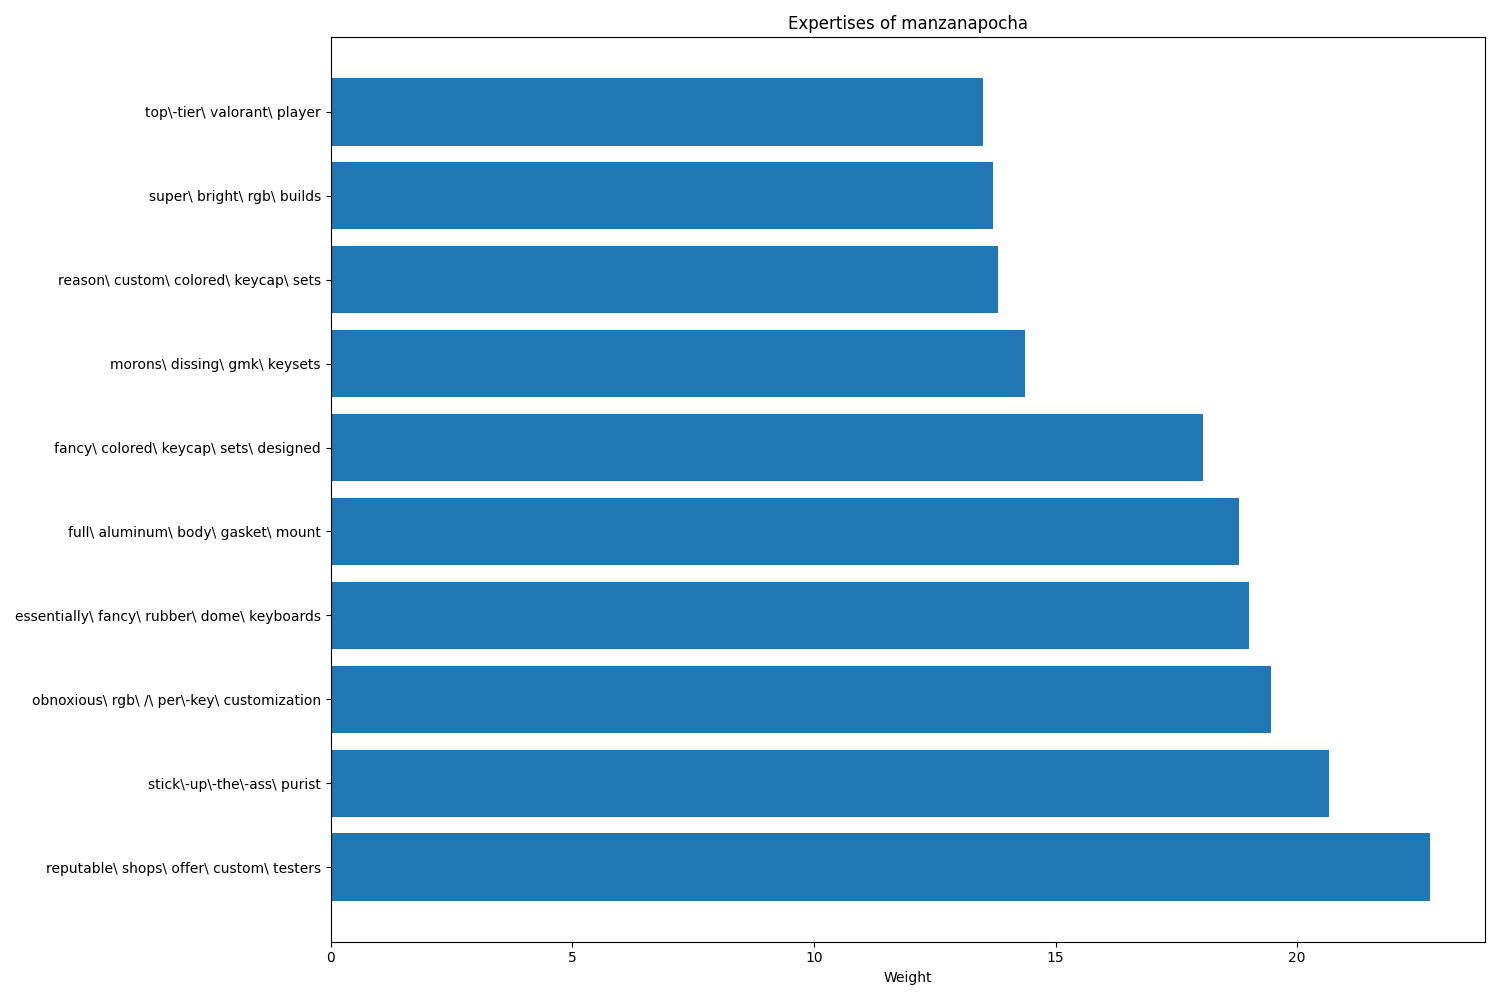 Expertises of manzanapocha
top\-tier\ valorant\ player
super\ bright\ rgb\ builds
reason\ custom\ colored\ keycap\ sets
morons\ dissing\ gmk\ keysets
fancy\ colored\ keycap\ sets\ designed
full\ aluminum\ body\ gasket\ mount
essentially\ fancy\ rubber\ dome\ keyboards
obnoxious\ rgb\ /\ per\-key\ customization
stick\-up\-the\-ass\ purist
reputable\ shops\ offer\ custom\ testers
0 5 10 15 20
Weight